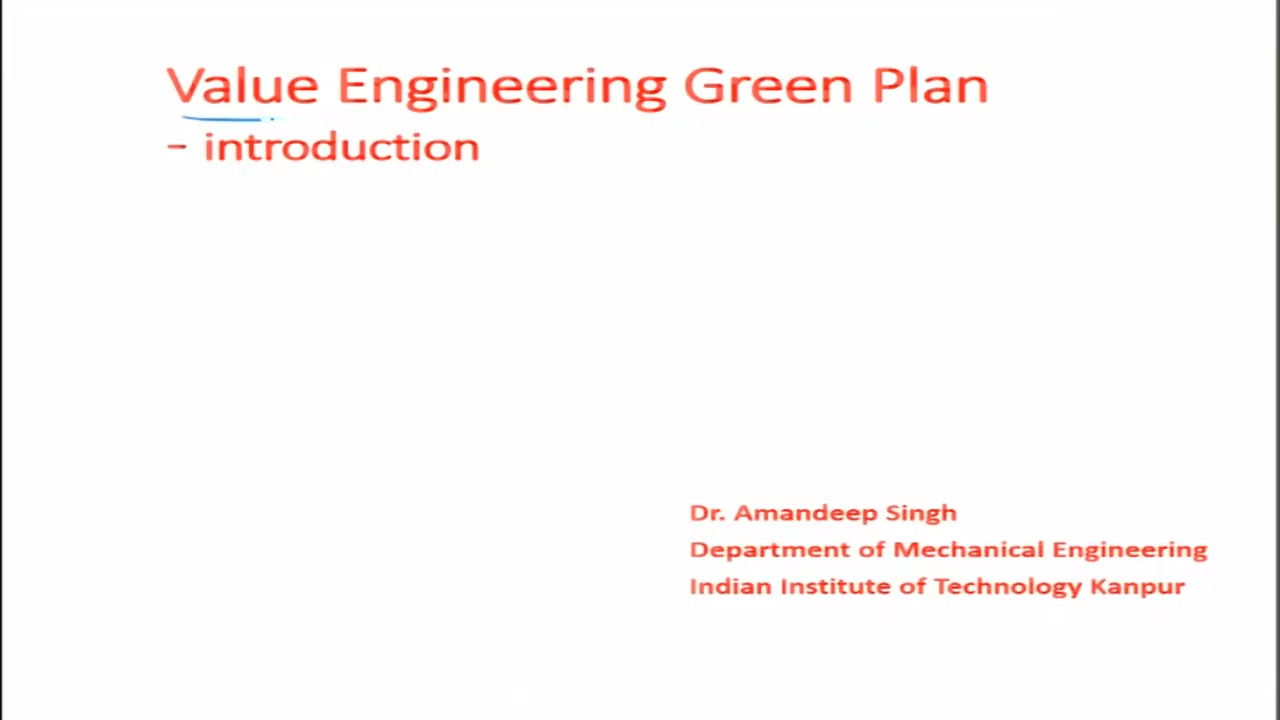 Value Engineering Green Plan
- introduction
Dr. Amandeep Singh
Department of Mechanical Engineering
Indian Institute of Technology Kanpur